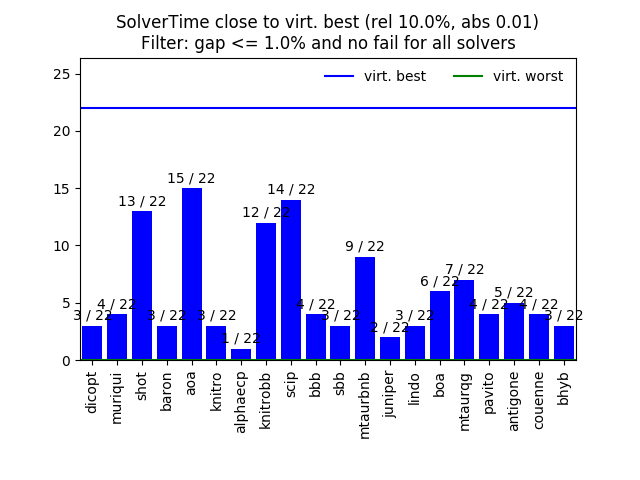 SolverTime close to virt. best (rel 10.0%, abs 0.01)
Filter: gap <= 1.0% and no fail for all solvers
virt. best
virt. worst
25
20
15
10
5
0
3 / 22
4 / 22
13 / 22
3 / 22
15 / 22
3 / 22
1 / 22
12 / 22
14 / 22
4 / 22
3 / 22
9 / 22
2 / 22
3 / 22
6 / 22
7 / 22
4 / 22
5 / 22
4 / 22
3 / 22
dicopt
muriqui
shot
baron
aoa
knitro
alphaecp
knitrobb
scip
bbb
sbb
mtaurbnb
juniper
lindo
boa
mtaurqg
pavito
antigone
couenne
bhyb